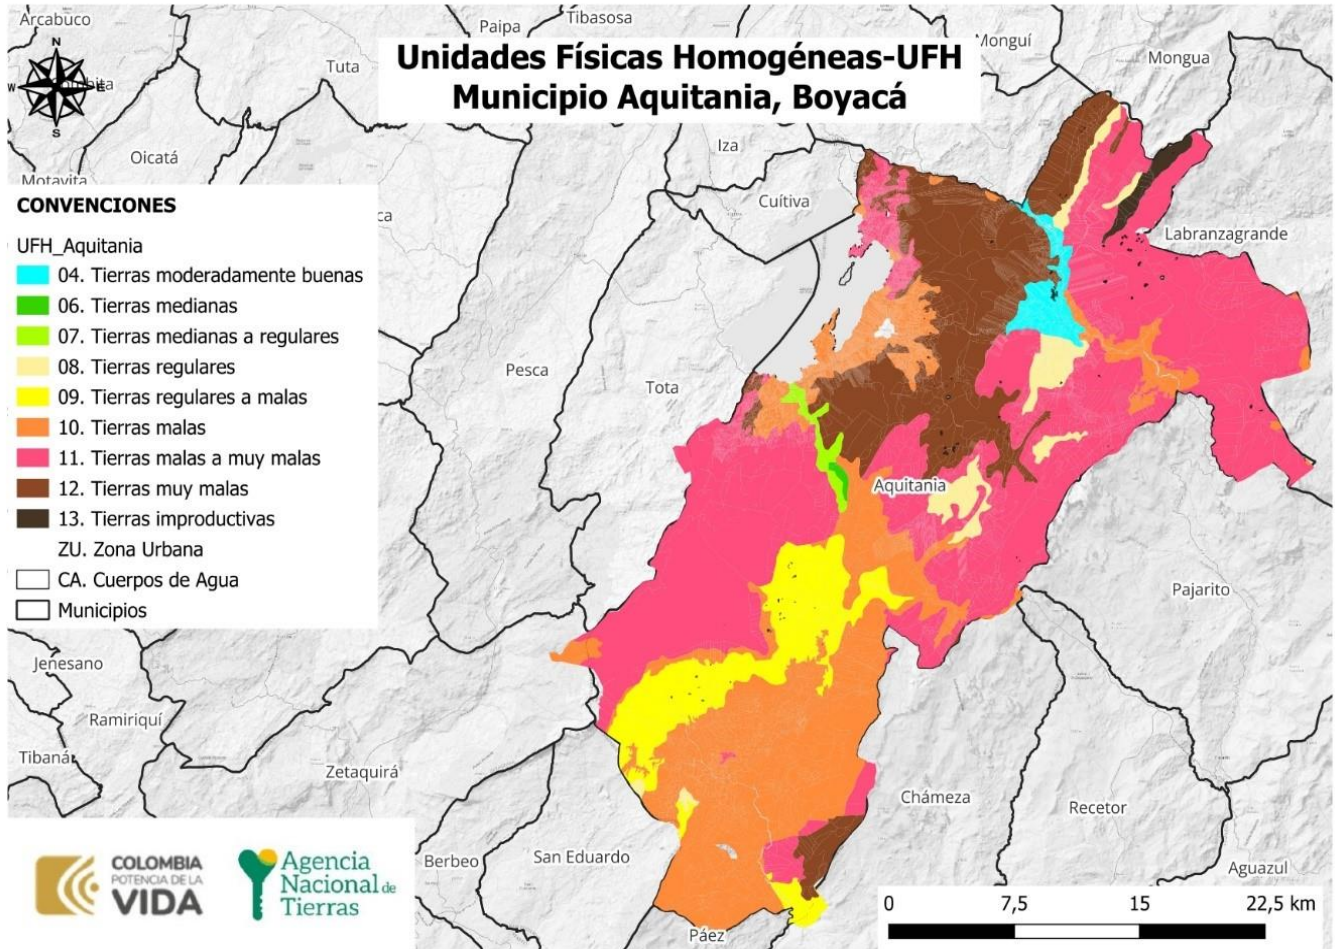 Unidades Físicas Homogéneas-UFH
Municipio Aquitania, Boyacá
Arcabuco
Paipa
Tibasosa
Monguí
Mongua
Tuta
N
W
E
S
Oicatá
Iza
Motavita
Cuítiva
Labranzagrande
CONVENCIONES
UFH_Aquitania
04. Tierras moderadamente buenas
06. Tierras medianas
07. Tierras medianas a regulares
08. Tierras regulares
09. Tierras regulares a malas
10. Tierras malas
11. Tierras malas a muy malas
12. Tierras muy malas
13. Tierras improductivas
ZU. Zona Urbana
CA. Cuerpos de Agua
Municipios
ca
Pesca
Tota
Aquitania
Pajarito
Jenesano
Ramiriquí
Tibaná
Zetaquirá
Chámeza
Recetor
Berbeo
San Eduardo
Aguazul
Páez
COLOMBIA
POTENCIA DE LA
VIDA
Agencia
Nacional de
Tierras
0 7,5 15 22,5 km